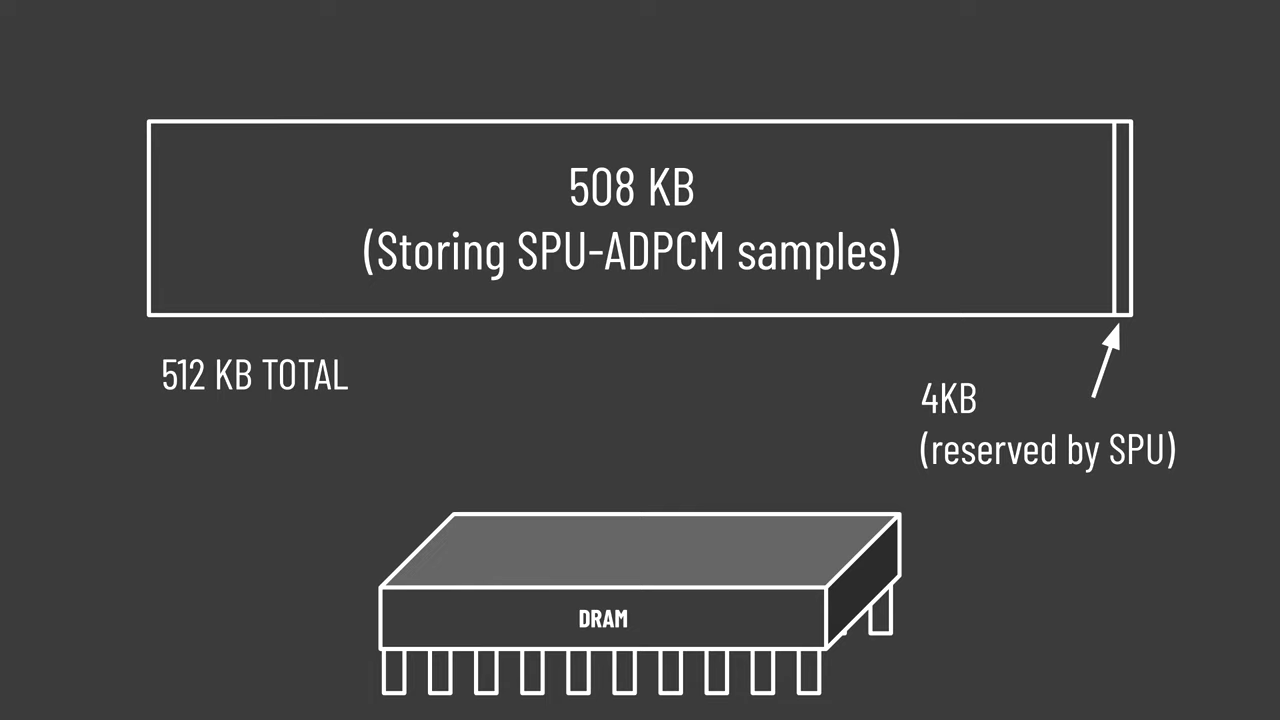 508 KB
(Storing SPU-ADPCM samples)
512 KB TOTAL
4KB
(reserved by SPU)
DRAM